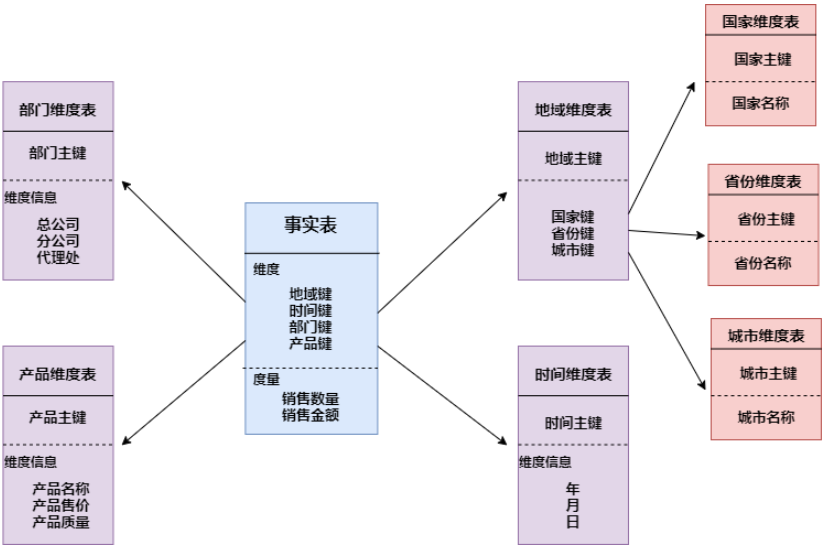 部门维度表
部门主键
维度信息
总公司
分公司
代理处
产品维度表
产品主键
维度信息
产品名称
产品售价
产品质量
事实表
维度
地域键
时间键
部门键
产品键
度量
销售数量
销售金额
地域维度表
地域主键
国家键
省份键
城市键
时间维度表
时间主键
维度信息
年
月
日
国家维度表
国家主键
国家名称
省份维度表
省份主键
省份名称
城市维度表
城市主键
城市名称